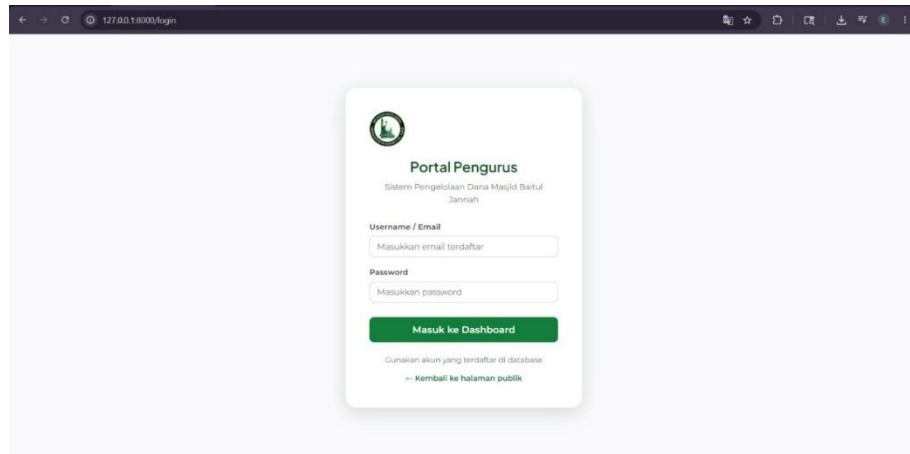 127.0.0.1:8000/login
Portal Pengurus
Sistem Pengelolaan Dana Masjid Baitul
Jannah
Username / Email
Masukkan email terdaftar
Password
Masukkan password
Masuk ke Dashboard
Gunakan akun yang terdaftar di database
← Kembali ke halaman publik